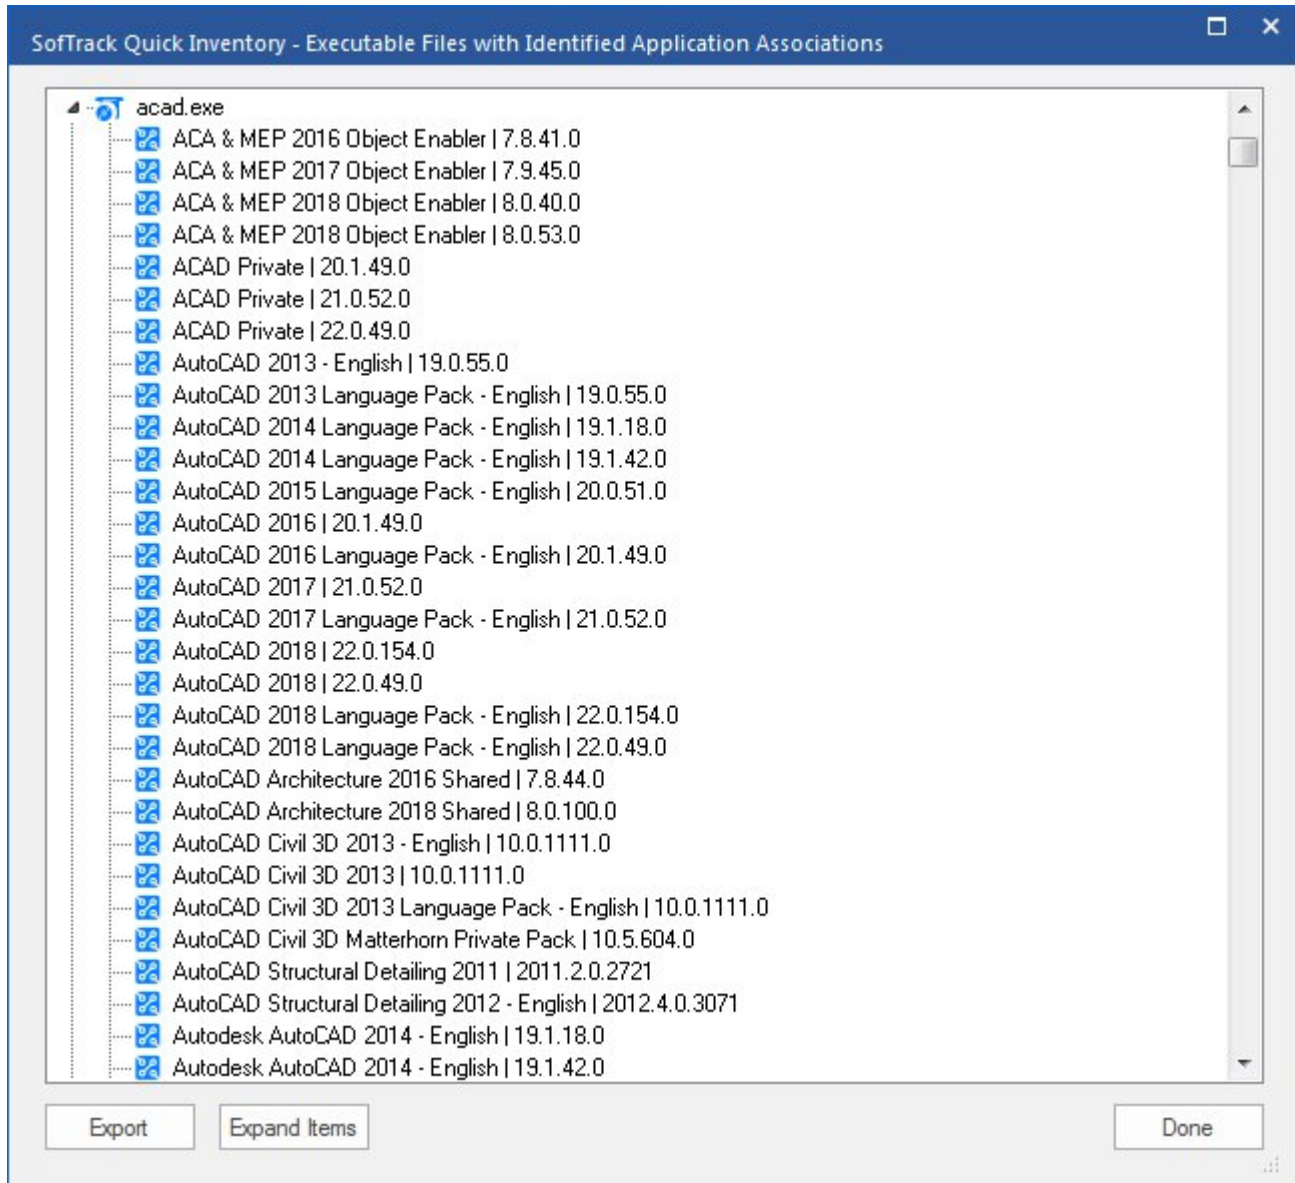 SofTrack Quick Inventory - Executable Files with Identified Application Associations
acad.exe
ACA & MEP 2016 Object Enabler | 7.8.41.0
ACA & MEP 2017 Object Enabler | 7.9.45.0
ACA & MEP 2018 Object Enabler | 8.0.40.0
ACA & MEP 2018 Object Enabler | 8.0.53.0
ACAD Private | 20.1.49.0
ACAD Private | 21.0.52.0
ACAD Private | 22.0.49.0
AutoCAD 2013 - English | 19.0.55.0
AutoCAD 2013 Language Pack - English | 19.0.55.0
AutoCAD 2014 Language Pack - English | 19.1.18.0
AutoCAD 2014 Language Pack - English | 19.1.42.0
AutoCAD 2015 Language Pack - English | 20.0.51.0
AutoCAD 2016 | 20.1.49.0
AutoCAD 2016 Language Pack - English | 20.1.49.0
AutoCAD 2017 | 21.0.52.0
AutoCAD 2017 Language Pack - English | 21.0.52.0
AutoCAD 2018 | 22.0.154.0
AutoCAD 2018 | 22.0.49.0
AutoCAD 2018 Language Pack - English | 22.0.154.0
AutoCAD 2018 Language Pack - English | 22.0.49.0
AutoCAD Architecture 2016 Shared | 7.8.44.0
AutoCAD Architecture 2018 Shared | 8.0.100.0
AutoCAD Civil 3D 2013 - English | 10.0.1111.0
AutoCAD Civil 3D 2013 | 10.0.1111.0
AutoCAD Civil 3D 2013 Language Pack - English | 10.0.1111.0
AutoCAD Civil 3D Matterhorn Private Pack | 10.5.604.0
AutoCAD Structural Detailing 2011 | 2011.2.0.2721
AutoCAD Structural Detailing 2012 - English | 2012.4.0.3071
Autodesk AutoCAD 2014 - English | 19.1.18.0
Autodesk AutoCAD 2014 - English | 19.1.42.0
Export Expand Items Done